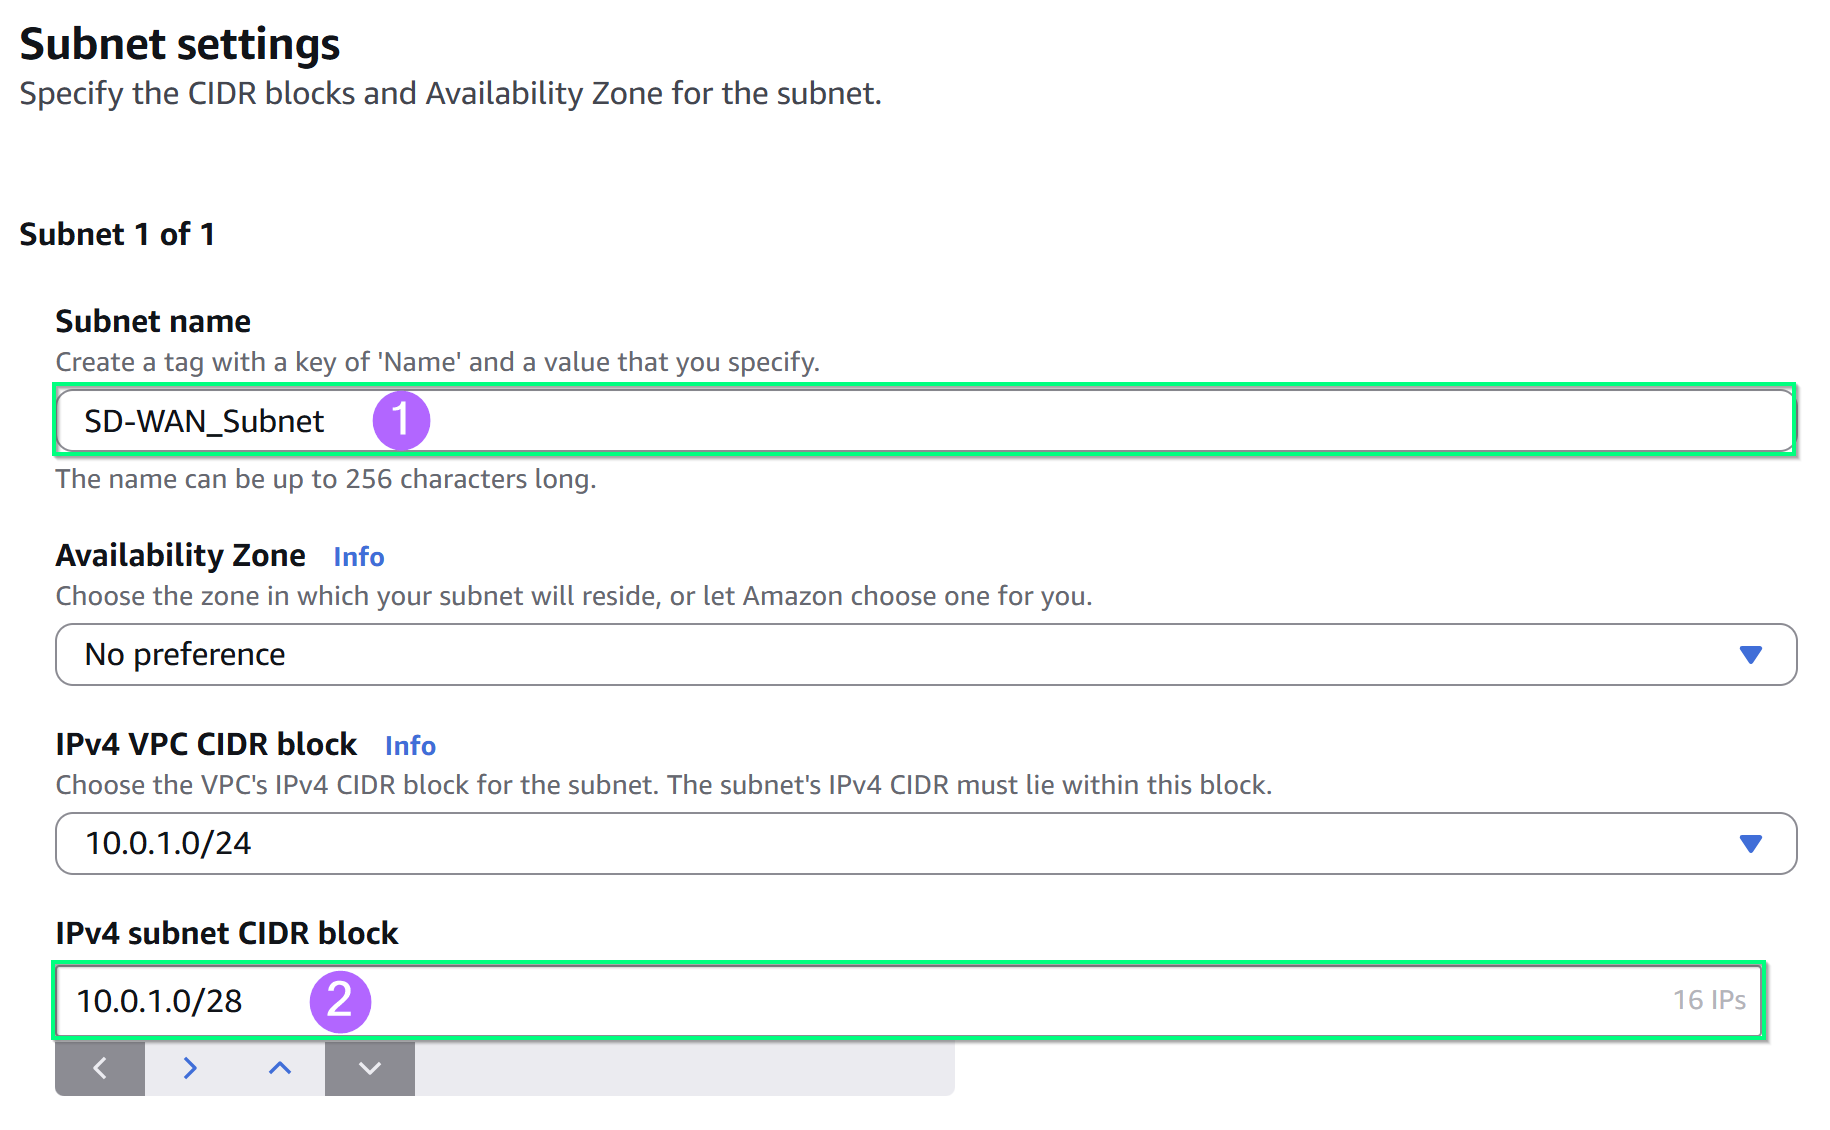 Subnet settings
Specify the CIDR blocks and Availability Zone for the subnet.
Subnet 1 of 1
Subnet name
Create a tag with a key of 'Name' and a value that you specify.
SD-WAN_Subnet 1
The name can be up to 256 characters long.
Availability Zone Info
Choose the zone in which your subnet will reside, or let Amazon choose one for you.
No preference
IPv4 VPC CIDR block Info
Choose the VPC's IPv4 CIDR block for the subnet. The subnet's IPv4 CIDR must lie within this block.
10.0.1.0/24
IPv4 subnet CIDR block
10.0.1.0/28 2 16 IPs